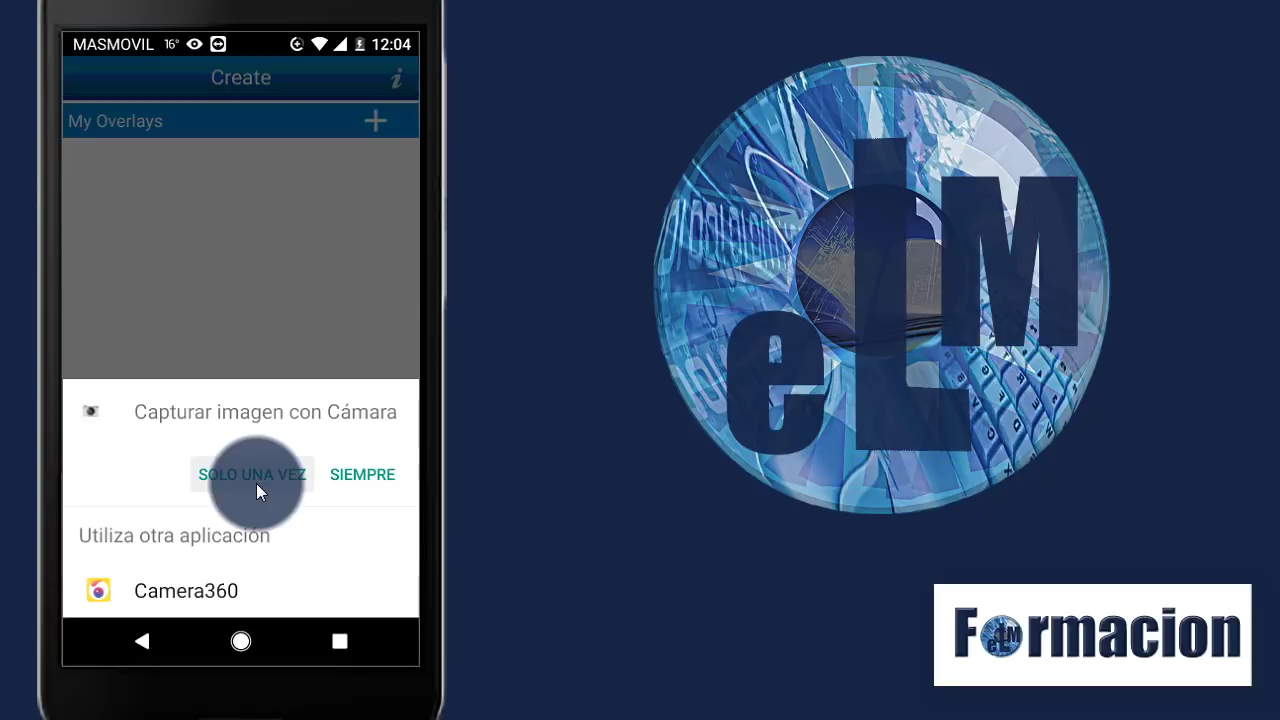 MASMOVIL 16° 12:04
Create i
My Overlays +
Capturar imagen con Cámara
SOLO UNA VEZ SIEMPRE
Utiliza otra aplicación
Camera360
eLM
Formacion